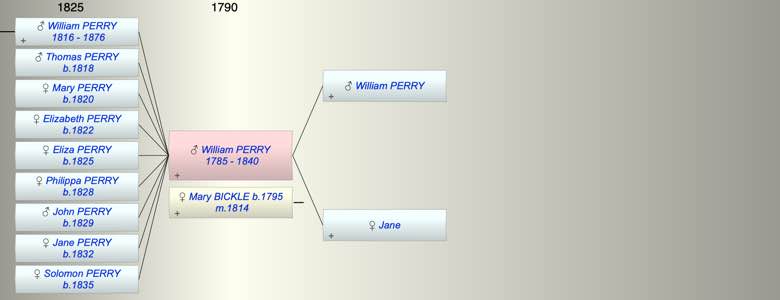 1825
1790
♂ William PERRY
1816 - 1876
+
♂ Thomas PERRY
b.1818
♀ Mary PERRY
b.1820
♀ Elizabeth PERRY
b.1822
♀ Eliza PERRY
b.1825
♀ Philippa PERRY
b.1828
♂ John PERRY
b.1829
♀ Jane PERRY
b.1832
♀ Solomon PERRY
b.1835
♂ William PERRY
1785 - 1840
+
♀ Mary BICKLE b.1795
m.1814
+
♂ William PERRY
+
♀ Jane
+